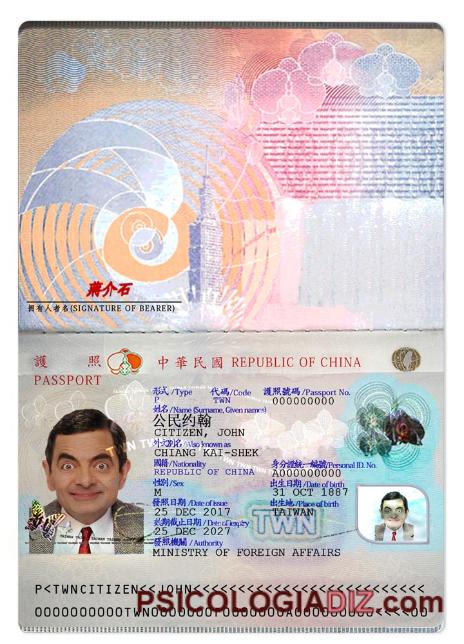 蔣介石
擁有人者名(SIGNATURE OF BEARER)
護 照 中華民國 REPUBLIC OF CHINA
PASSPORT
型式/Type 代碼/Code 護照號碼/Passport No.
P TWN 000000000
姓名/Name (Surname, Given names)
公民约翰
CITIZEN, JOHN
外文別名/Also known as
CHIANG KAI-SHEK
國籍/Nationality 身分證統一編號/Personal ID. No.
REPUBLIC OF CHINA A000000000
性別/Sex 出生日期/Date of birth
M 31 OCT 1887
發照日期/Date of issue 出生地/Place of birth
25 DEC 2017 TAIWAN
效期截止日期/Date of expiry
25 DEC 2027 TWN
發照機關/Authority
MINISTRY OF FOREIGN AFFAIRS
P<TWNCITIZEN<<JOHN<<<<<<<<<<<<<<<<<<<<<<<<<<
PSICOLOGIADIZ.com